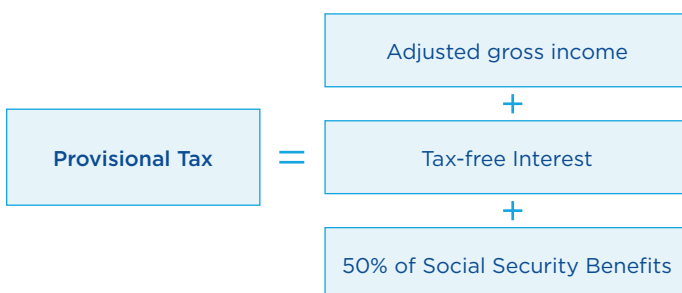 Provisional Tax
=
Adjusted gross income
+
Tax-free Interest
+
50% of Social Security Benefits